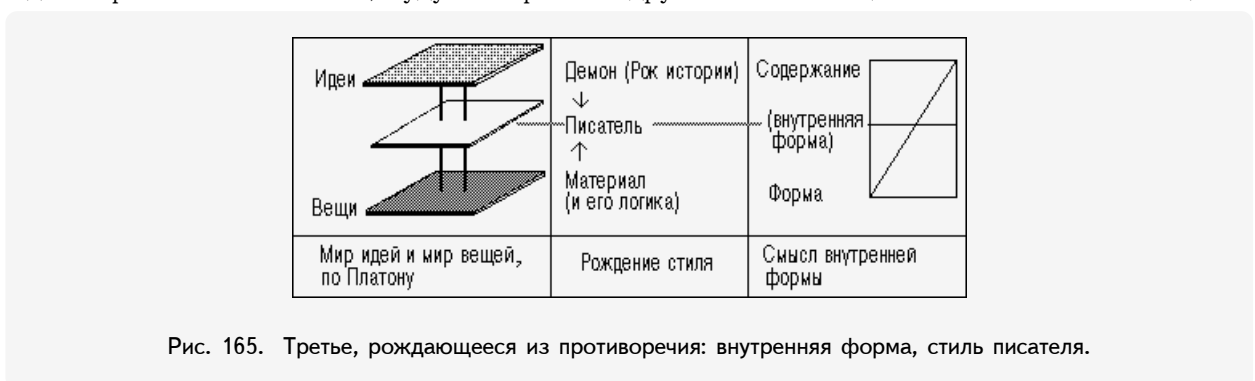 Идеи
Вещи
Демон (Рок истории)
↓
Писатель
↑
Материал
(и его логика)
Содержание
(внутренняя
форма)
Форма
Мир идей и мир вещей,
по Платону
Рождение стиля
Смысл внутренней
формы
Рис. 165. Третье, рождающееся из противоречия: внутренняя форма, стиль писателя.